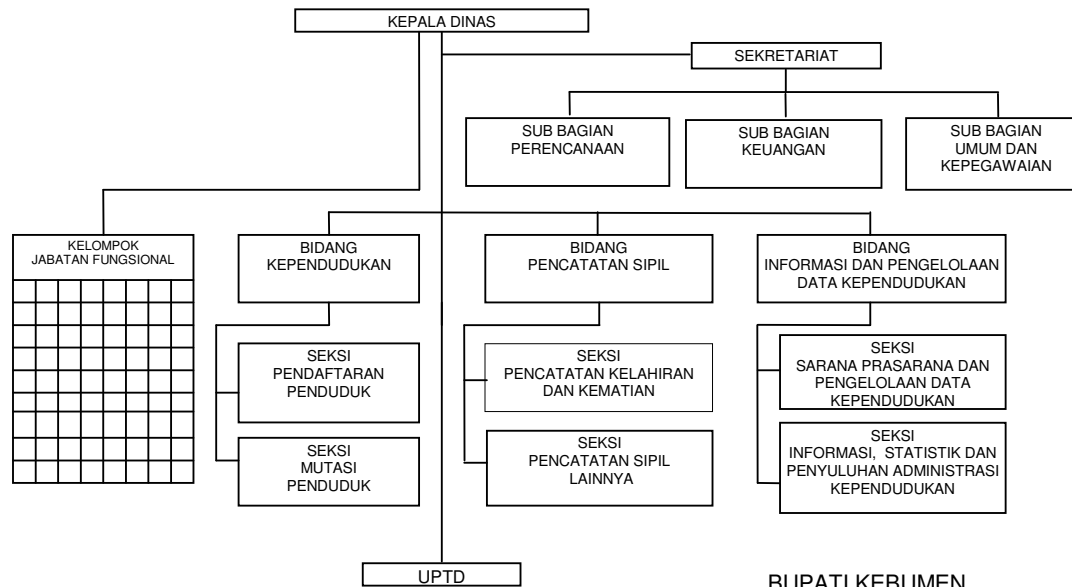 KEPALA DINAS
SEKRETARIAT
SUB BAGIAN
PERENCANAAN
SUB BAGIAN
KEUANGAN
SUB BAGIAN
UMUM DAN
KEPEGAWAIAN
KELOMPOK
JABATAN FUNGSIONAL
BIDANG
KEPENDUDUKAN
BIDANG
PENCATATAN SIPIL
BIDANG
INFORMASI DAN PENGELOLAAN
DATA KEPENDUDUKAN
SEKSI
PENDAFTARAN
PENDUDUK
SEKSI
PENCATATAN KELAHIRAN
DAN KEMATIAN
SEKSI
SARANA PRASARANA DAN
PENGELOLAAN DATA
KEPENDUDUKAN
SEKSI
MUTASI
PENDUDUK
SEKSI
PENCATATAN SIPIL
LAINNYA
SEKSI
INFORMASI, STATISTIK DAN
PENYULUHAN ADMINISTRASI
KEPENDUDUKAN
UPTD
BUPATI KEBUMEN